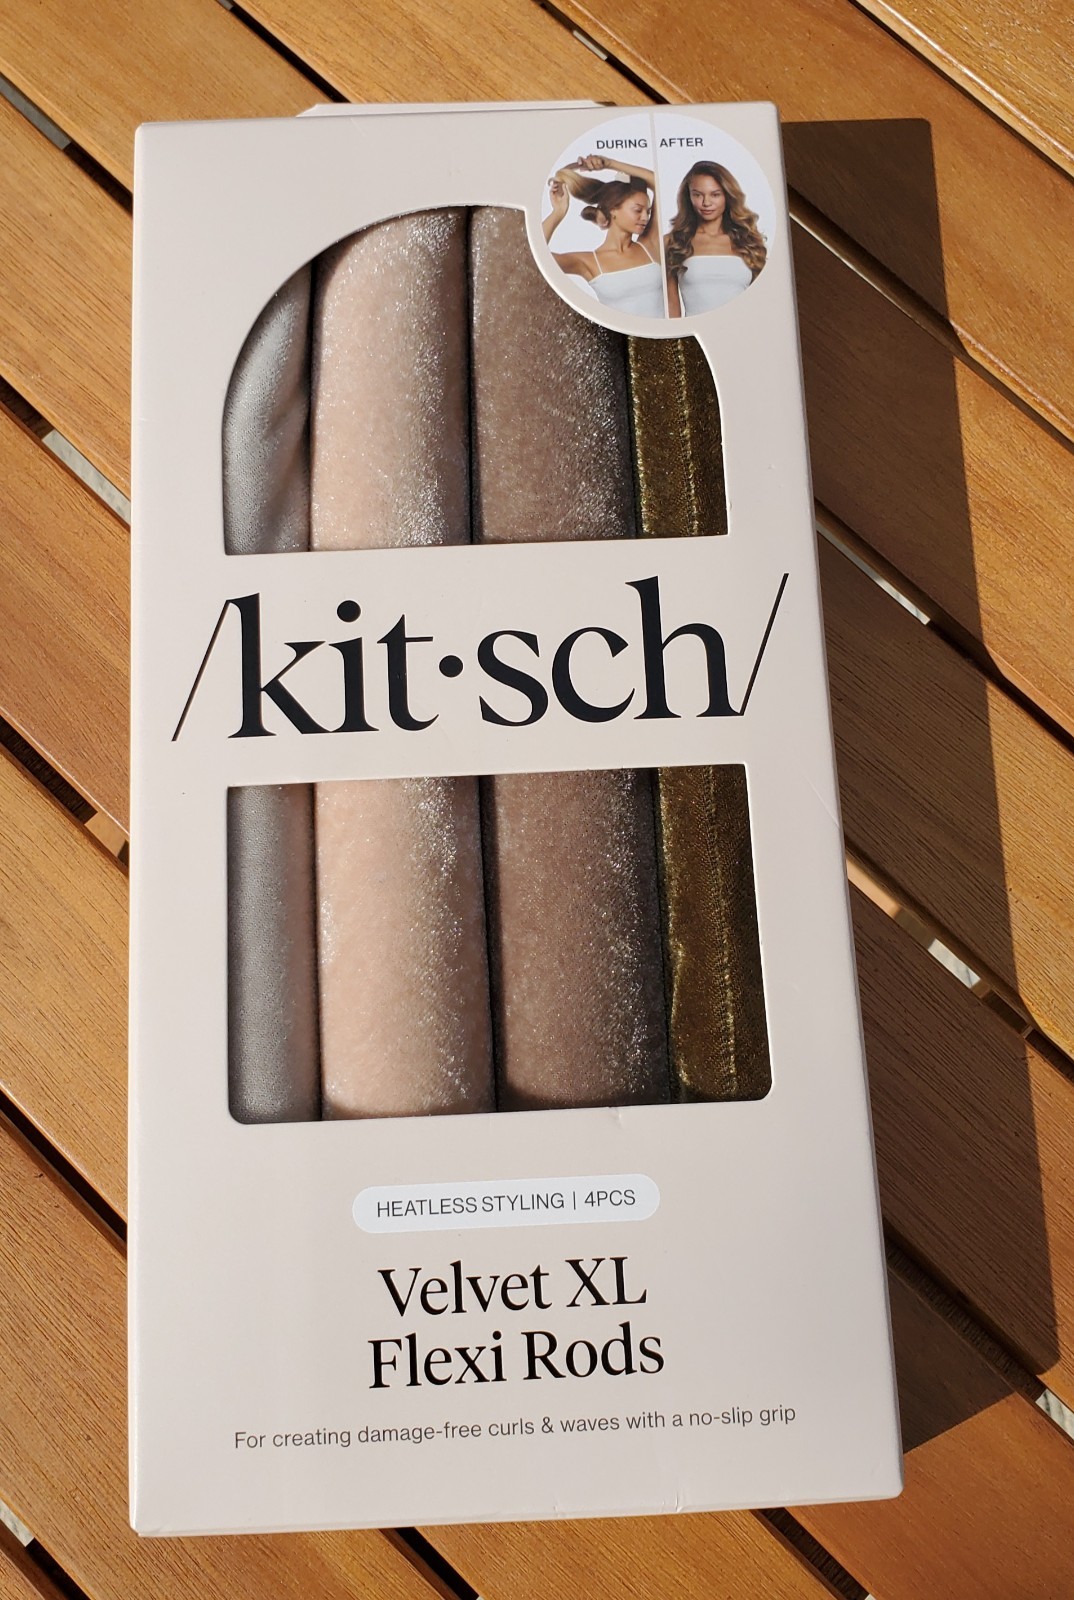 DURING AFTER
/kit·sch/
HEATLESS STYLING | 4PCS
Velvet XL
Flexi Rods
For creating damage-free curls & waves with a no-slip grip